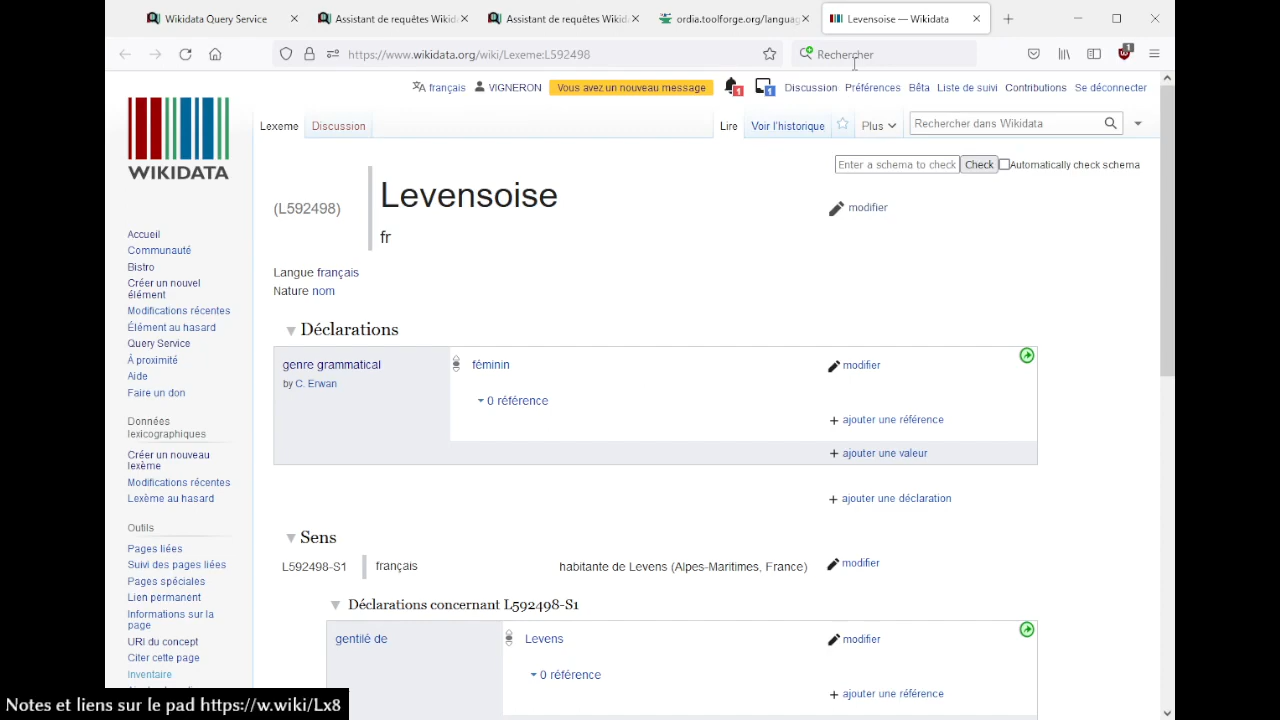 Wikidata Query Service
Assistant de requêtes Wikid
Assistant de requêtes Wikid
ordia.toolforge.org/languag
Levensoise — Wikidata
https://www.wikidata.org/wiki/Lexeme:L592498
Rechercher
1
français VIGNERON Vous avez un nouveau message 1 1 Discussion Préférences Bêta Liste de suivi Contributions Se déconnecter
WIKIDATA
Lexeme Discussion Lire Voir l'historique Plus Rechercher dans Wikidata
Enter a schema to check Check Automatically check schema
(L592498) Levensoise modifier
fr
Langue français
Nature nom
Déclarations
genre grammatical féminin modifier
by C. Erwan
0 référence
+ ajouter une référence
+ ajouter une valeur
+ ajouter une déclaration
Sens
L592498-S1 français habitante de Levens (Alpes-Maritimes, France) modifier
Déclarations concernant L592498-S1
gentilé de Levens modifier
0 référence
+ ajouter une référence
Accueil
Communauté
Bistro
Créer un nouvel
élément
Modifications récentes
Élément au hasard
Query Service
À proximité
Aide
Faire un don
Données
lexicographiques
Créer un nouveau
lexème
Modifications récentes
Lexème au hasard
Outils
Pages liées
Suivi des pages liées
Pages spéciales
Lien permanent
Informations sur la
page
URI du concept
Citer cette page
Inventaire
Notes et liens sur le pad https://w.wiki/Lx8